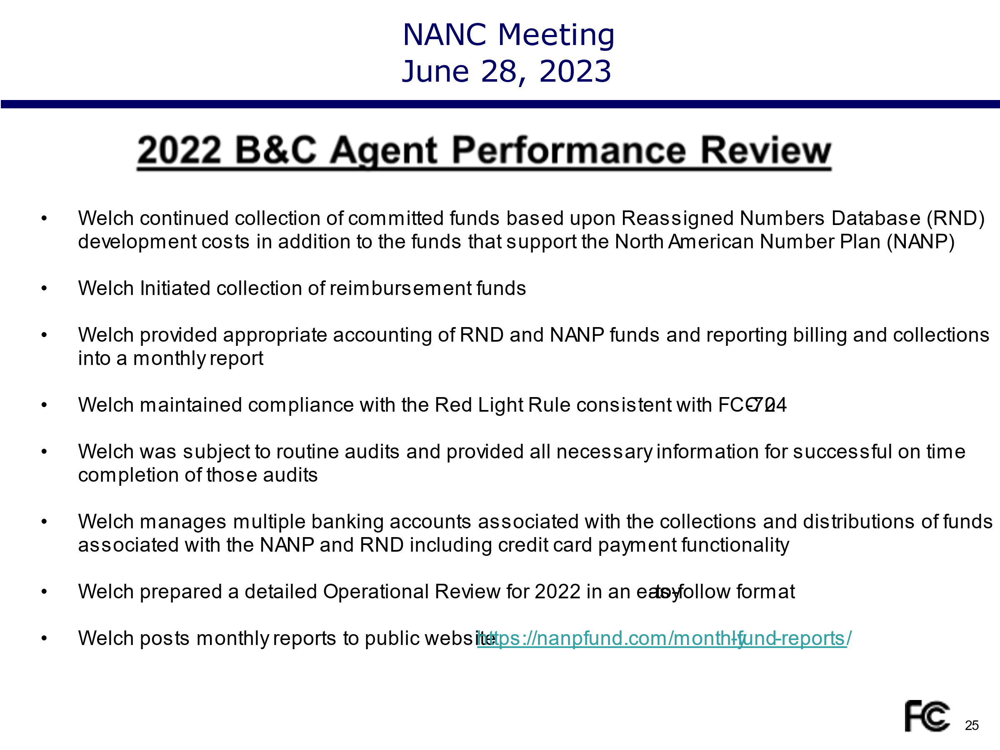 NANC Meeting
June 28, 2023
2022 B&C Agent Performance Review
• Welch continued collection of committed funds based upon Reassigned Numbers Database (RND)
development costs in addition to the funds that support the North American Number Plan (NANP)
• Welch Initiated collection of reimbursement funds
• Welch provided appropriate accounting of RND and NANP funds and reporting billing and collections
into a monthly report
• Welch maintained compliance with the Red Light Rule consistent with
• Welch was subject to routine audits and provided all necessary information for successful on time
completion of those audits
• Welch manages multiple banking accounts associated with the collections and distributions of funds
associated with the NANP and RND including credit card payment functionality
• Welch prepared a detailed Operational Review for 2022 in an easy-to-follow format
• Welch posts monthly reports to public website https://nanpfund.com/monthly-fund-reports/
FCC
25